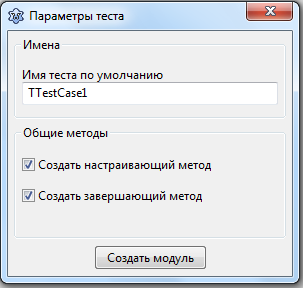 Параметры теста
Имена
Имя теста по умолчанию
TTestCase1
Общие методы
Создать настраивающий метод
Создать завершающий метод
Создать модуль